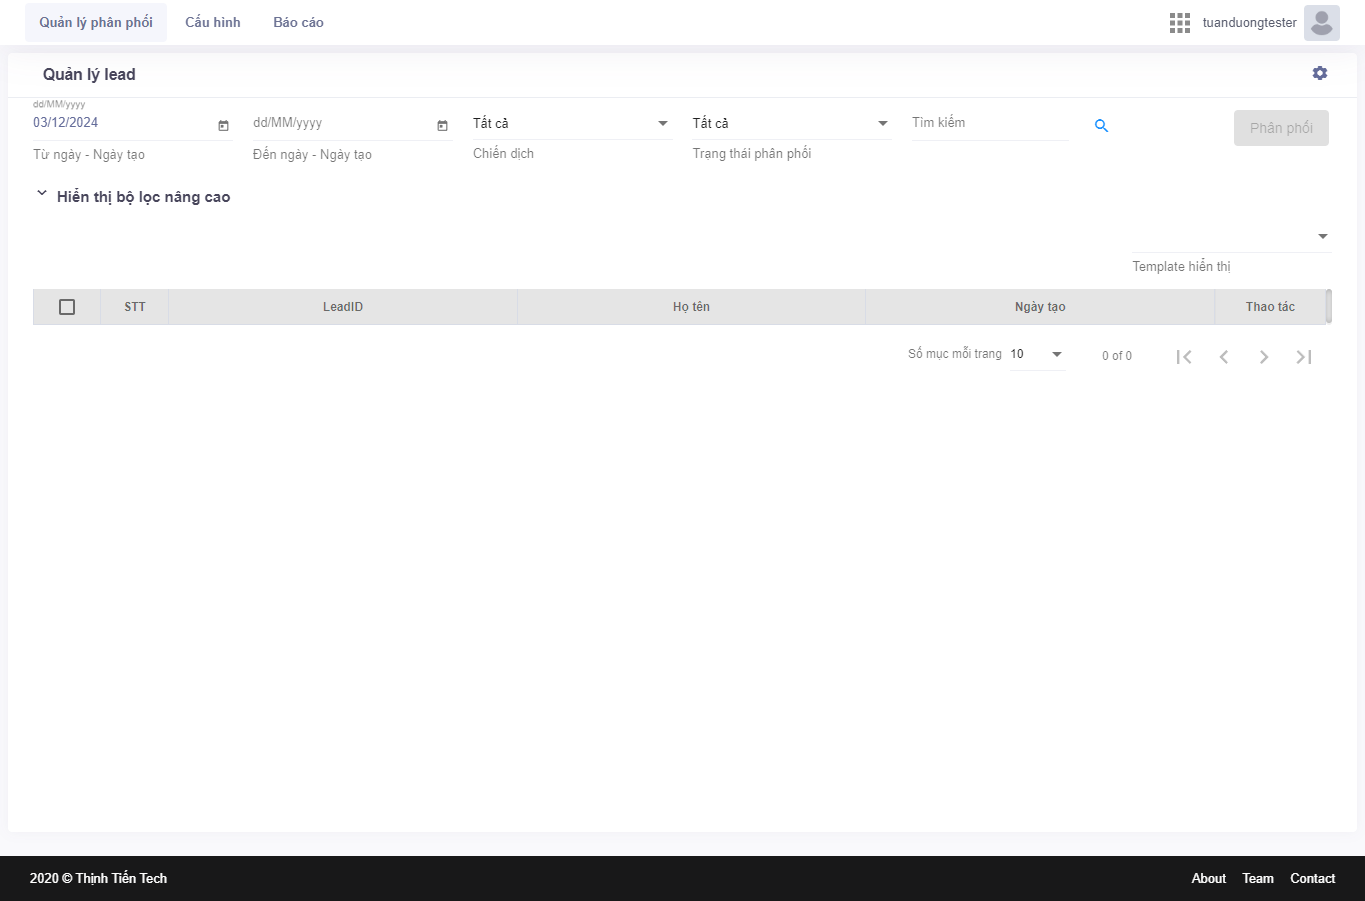 Quản lý phân phối Cấu hình Báo cáo tuanduongtester
Quản lý lead
dd/MM/yyyy
03/12/2024 dd/MM/yyyy Tất cả Tất cả Tìm kiếm Phân phối
Từ ngày - Ngày tạo Đến ngày - Ngày tạo Chiến dịch Trạng thái phân phối
Hiển thị bộ lọc nâng cao
Template hiển thị
STT LeadID Họ tên Ngày tạo Thao tác
Số mục mỗi trang 10 0 of 0
2020 © Thịnh Tiến Tech About Team Contact